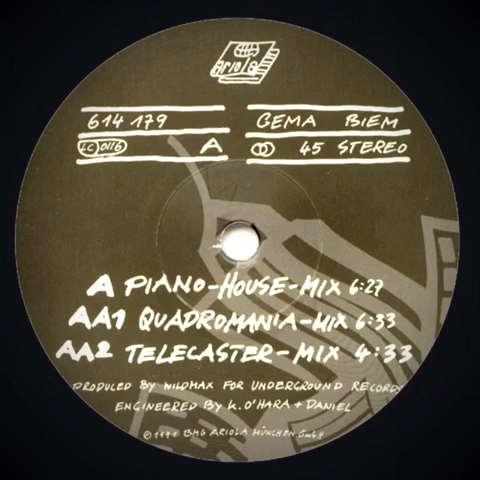 Ariola
614 179 GEMA BIEM
LC 0116 A 45 STEREO
A PIANO-HOUSE-MIX 6:27
AA1 QUADROMANIA-MIX 6:33
AA2 TELECASTER-MIX 4:33
PRODUCED BY WILDMAX FOR UNDERGROUND RECORDS
ENGINEERED BY K. O'HARA + DANIEL
BMG ARIOLA MÜNCHEN GmbH